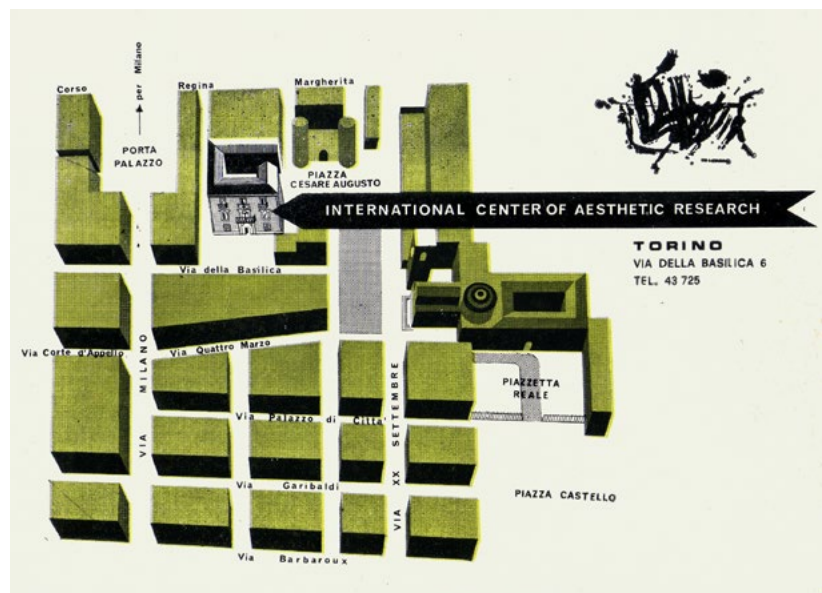 per Milano
Corso
Regina
Margherita
PORTA
PALAZZO
PIAZZA
CESARE AUGUSTO
INTERNATIONAL CENTER OF AESTHETIC RESEARCH
TORINO
VIA DELLA BASILICA 6
TEL. 43 725
Via della Basilica
Via Corte d'Appello
Via Quattro Marzo
VIA MILANO
PIAZZETTA
REALE
Via Palazzo di Citta'
VIA XX SETTEMBRE
Via Garibaldi
PIAZZA CASTELLO
Via Barbaroux